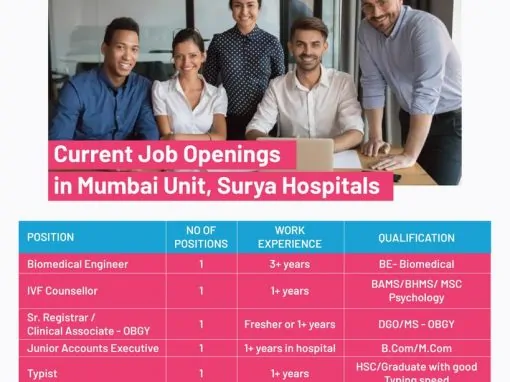 Current Job Openings
in Mumbai Unit, Surya Hospitals
POSITION NO OF POSITIONS WORK EXPERIENCE QUALIFICATION
Biomedical Engineer 1 3+ years BE- Biomedical
IVF Counsellor 1 1+ years BAMS/BHMS/ MSC Psychology
Sr. Registrar / Clinical Associate - OBGY 1 Fresher or 1+ years DGO/MS - OBGY
Junior Accounts Executive 1 1+ years in hospital B.Com/M.Com
Typist 1 1+ years HSC/Graduate with good Typing speed